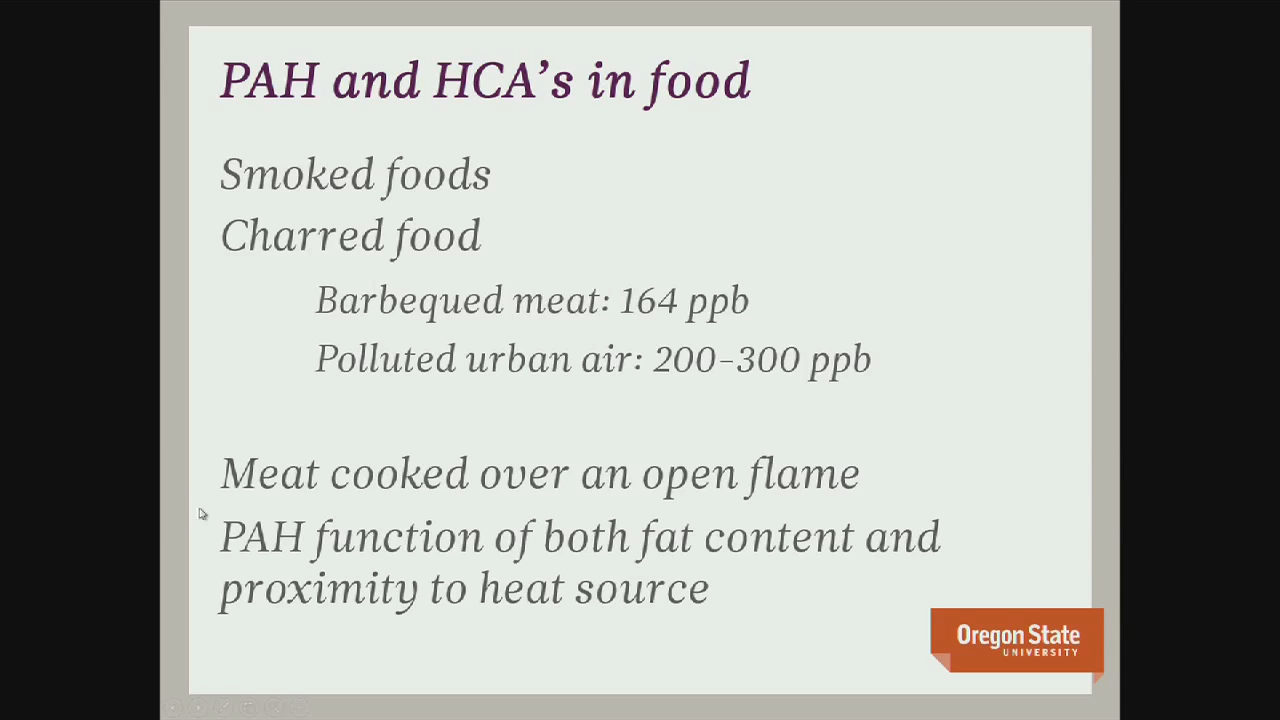 PAH and HCA's in food
Smoked foods
Charred food
Barbequed meat: 164 ppb
Polluted urban air: 200-300 ppb
Meat cooked over an open flame
PAH function of both fat content and
proximity to heat source
Oregon State
UNIVERSITY